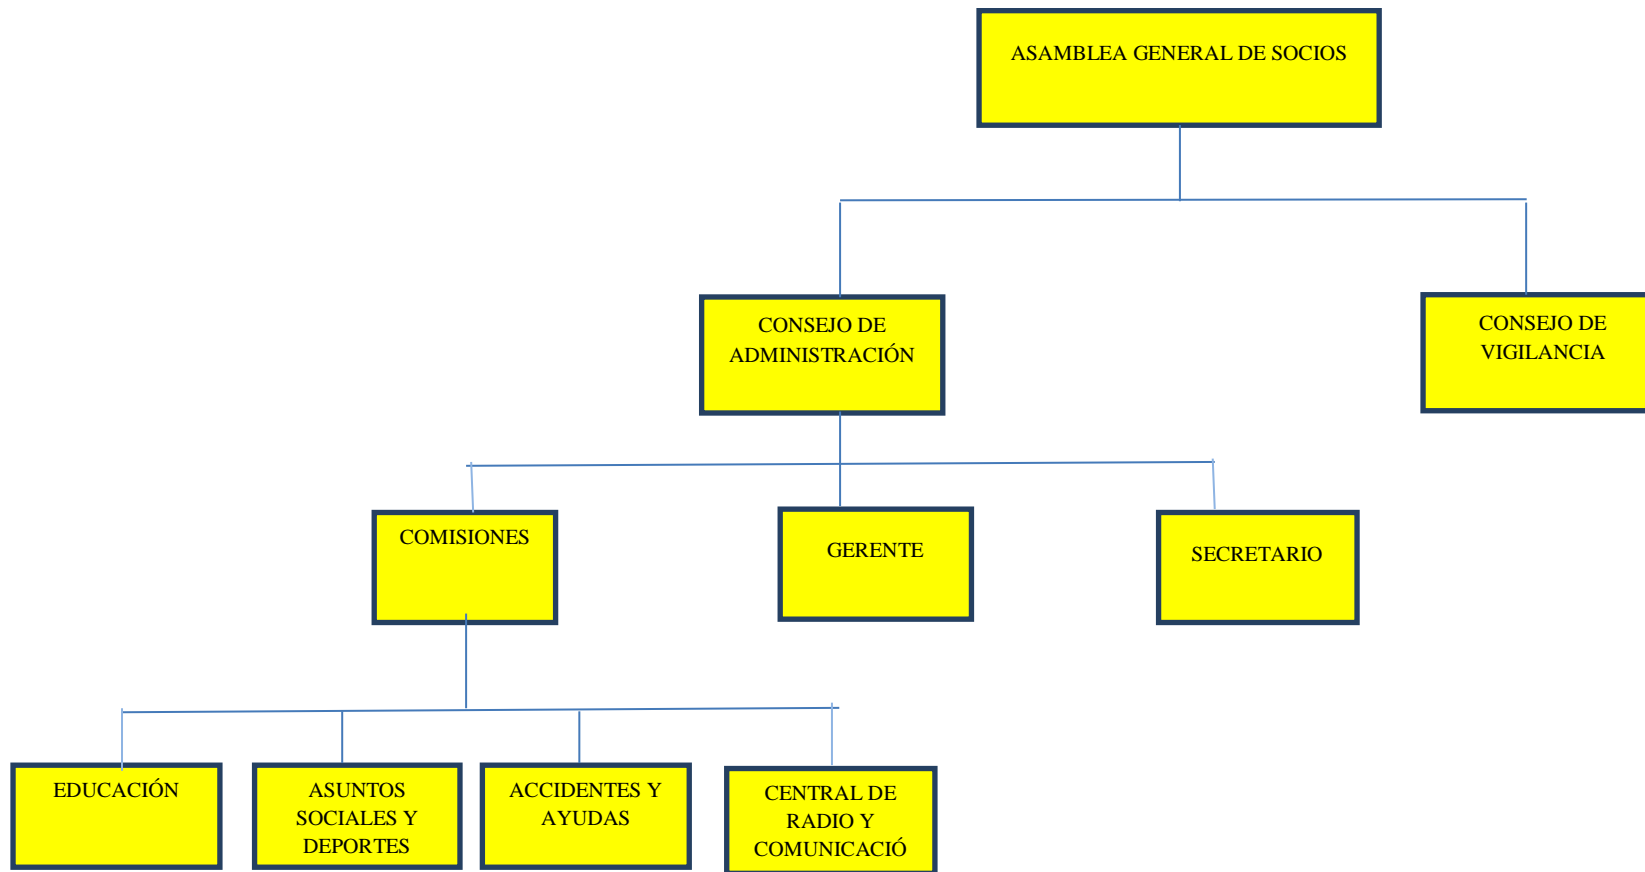 ASAMBLEA GENERAL DE SOCIOS
CONSEJO DE
ADMINISTRACIÓN
CONSEJO DE
VIGILANCIA
COMISIONES
GERENTE
SECRETARIO
EDUCACIÓN
ASUNTOS
SOCIALES Y
DEPORTES
ACCIDENTES Y
AYUDAS
CENTRAL DE
RADIO Y
COMUNICACIÓ